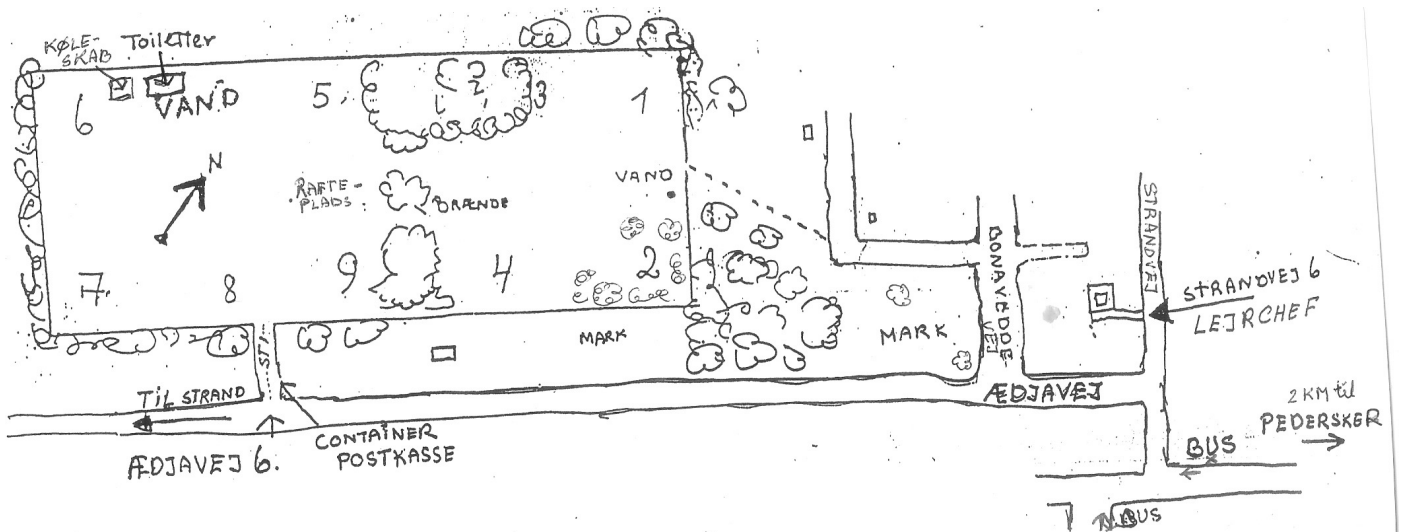 KØLE-
SKAB
Toiletter
VAND
6
5.
1 2 3
1
N
RAFTE-
PLADS.
BRÆNDE
VAND
7.
8
9
4
2
STI
MARK
MARK
BONAVEDDE
VEJ
STRANDVEJ
STRANDVEJ 6
LEJRCHEF
TIL STRAND
ÆDJAVEJ
ÆDJAVEJ 6.
CONTAINER
POSTKASSE
2 KM til
PEDERSKER
BUS
BUS